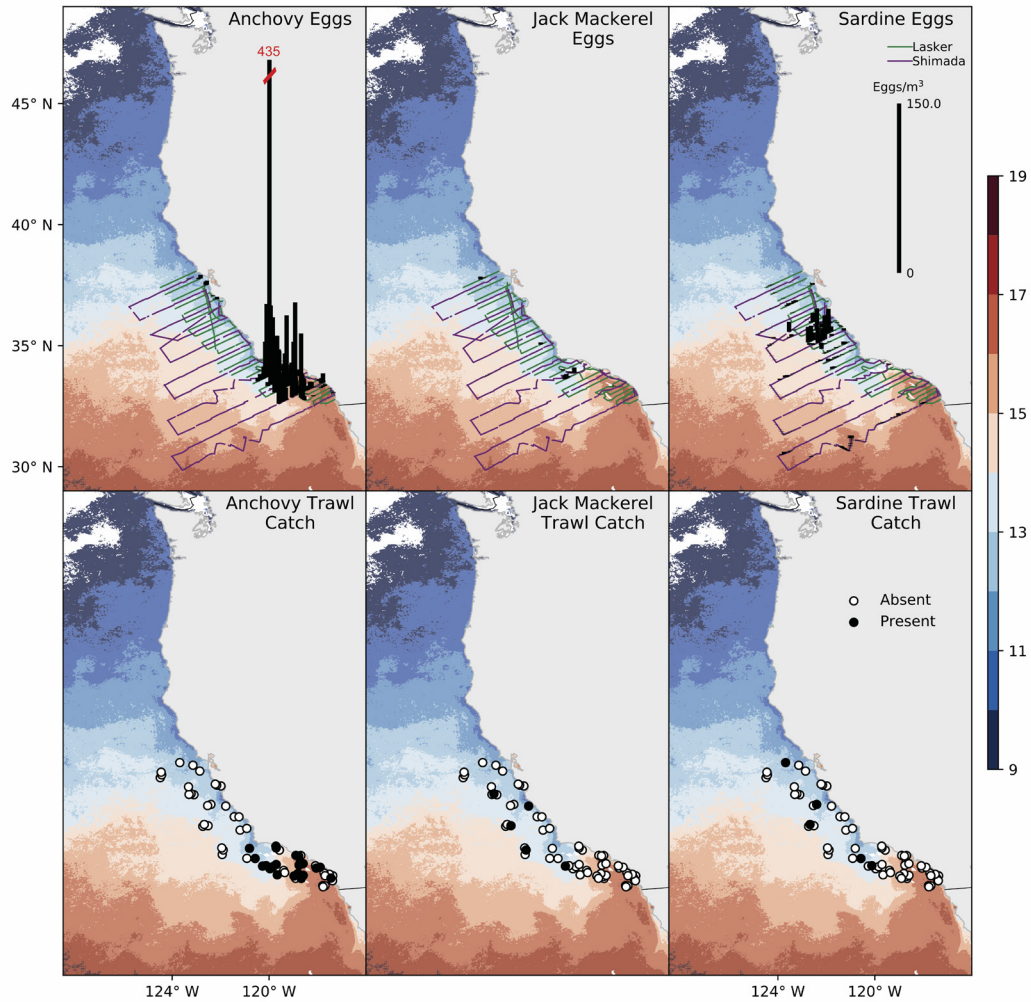 Anchovy Eggs
435
45° N
40° N
35° N
30° N
Jack Mackerel
Eggs
Sardine Eggs
Lasker
Shimada
Eggs/m³
150.0
0
Anchovy Trawl
Catch
Jack Mackerel
Trawl Catch
Sardine Trawl
Catch
Absent
Present
124° W
120° W
124° W
120° W
19
17
15
13
11
9